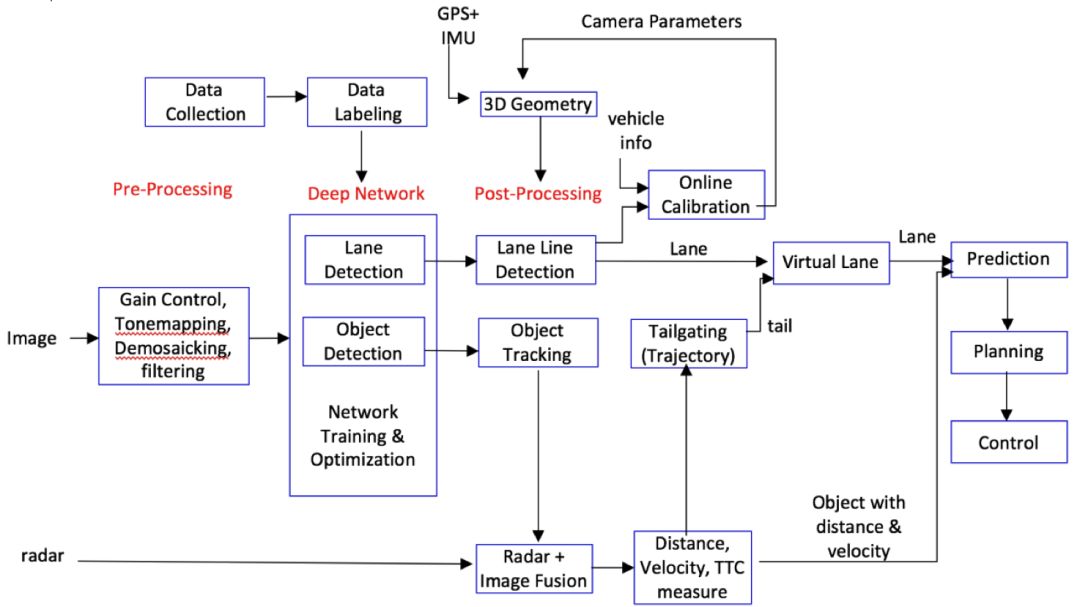 GPS+
IMU
Camera Parameters
Data
Collection
Data
Labeling
3D Geometry
vehicle
info
Pre-Processing
Deep Network
Post-Processing
Online
Calibration
Lane
Detection
Lane Line
Detection
Lane
Virtual Lane
Lane
Prediction
Image
Gain Control,
Tonemapping,
Demosaicking,
filtering
Object
Detection
Object
Tracking
Tailgating
(Trajectory)
tail
Planning
Network
Training &
Optimization
Control
Object with
distance &
velocity
radar
Radar +
Image Fusion
Distance,
Velocity, TTC
measure